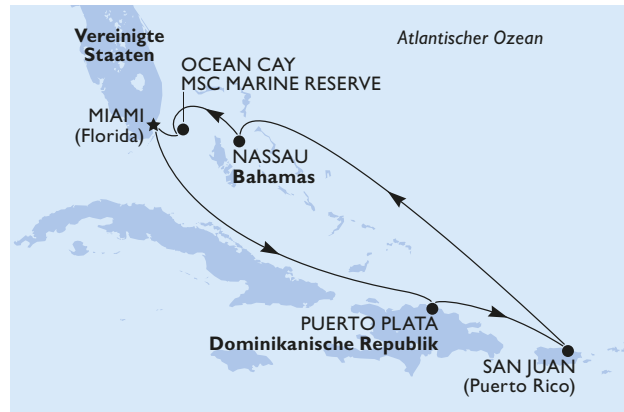 Vereinigte
Staaten
Atlantischer Ozean
OCEAN CAY
MSC MARINE RESERVE
MIAMI
(Florida)
NASSAU
Bahamas
PUERTO PLATA
Dominikanische Republik
SAN JUAN
(Puerto Rico)